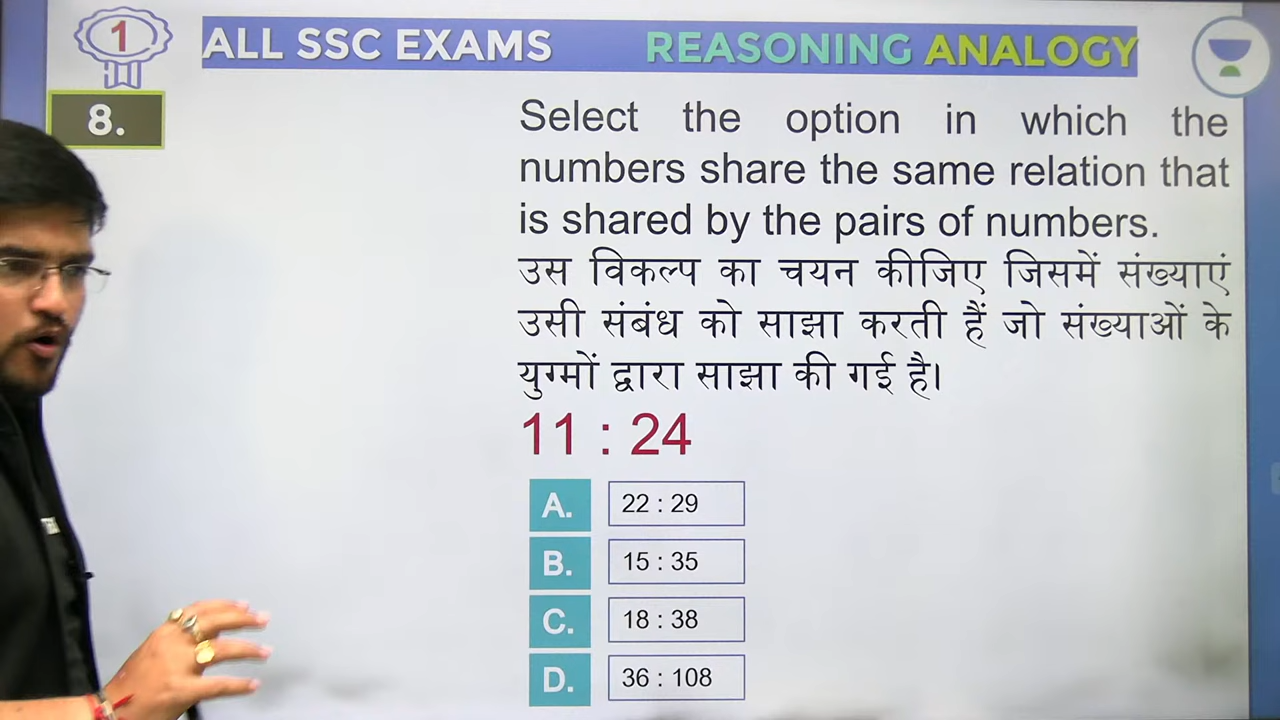 1
ALL SSC EXAMS REASONING ANALOGY
8.
Select the option in which the
numbers share the same relation that
is shared by the pairs of numbers.
उस विकल्प का चयन कीजिए जिसमें संख्याएं
उसी संबंध को साझा करती हैं जो संख्याओं के
युग्मों द्वारा साझा की गई है।
11 : 24
A. 22 : 29
B. 15 : 35
C. 18 : 38
D. 36 : 108